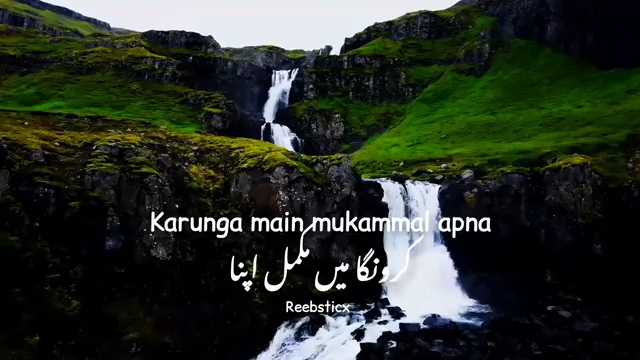 Karunga main mukammal apna
کرونگا میں مکمل اپنا
Reebsticx